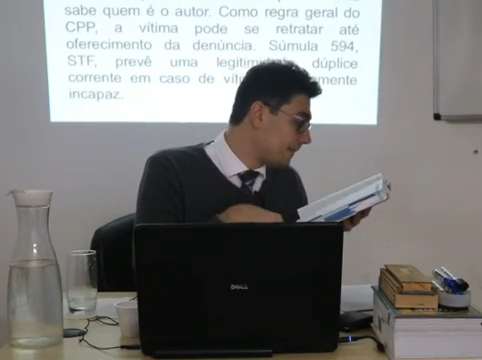 sabe quem é o autor. Como regra geral do
CPP, a vítima pode se retratar até
oferecimento da denúncia. Súmula 594,
STF, prevê uma dúplice
corrente em caso de
incapaz.
DELL